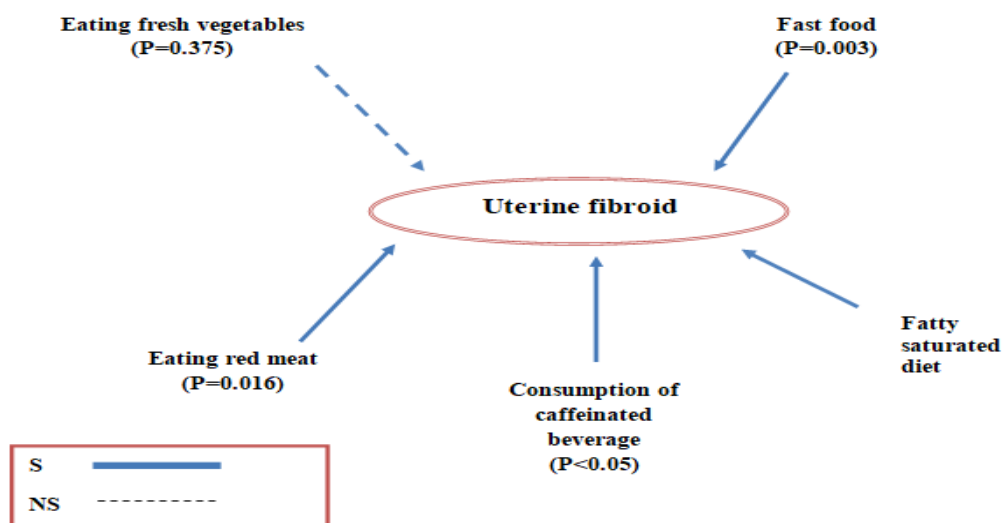 Eating fresh vegetables
(P=0.375)
Fast food
(P=0.003)
Uterine fibroid
Eating red meat
(P=0.016)
Consumption of
caffeinated
beverage
(P<0.05)
Fatty
saturated
diet
S
NS